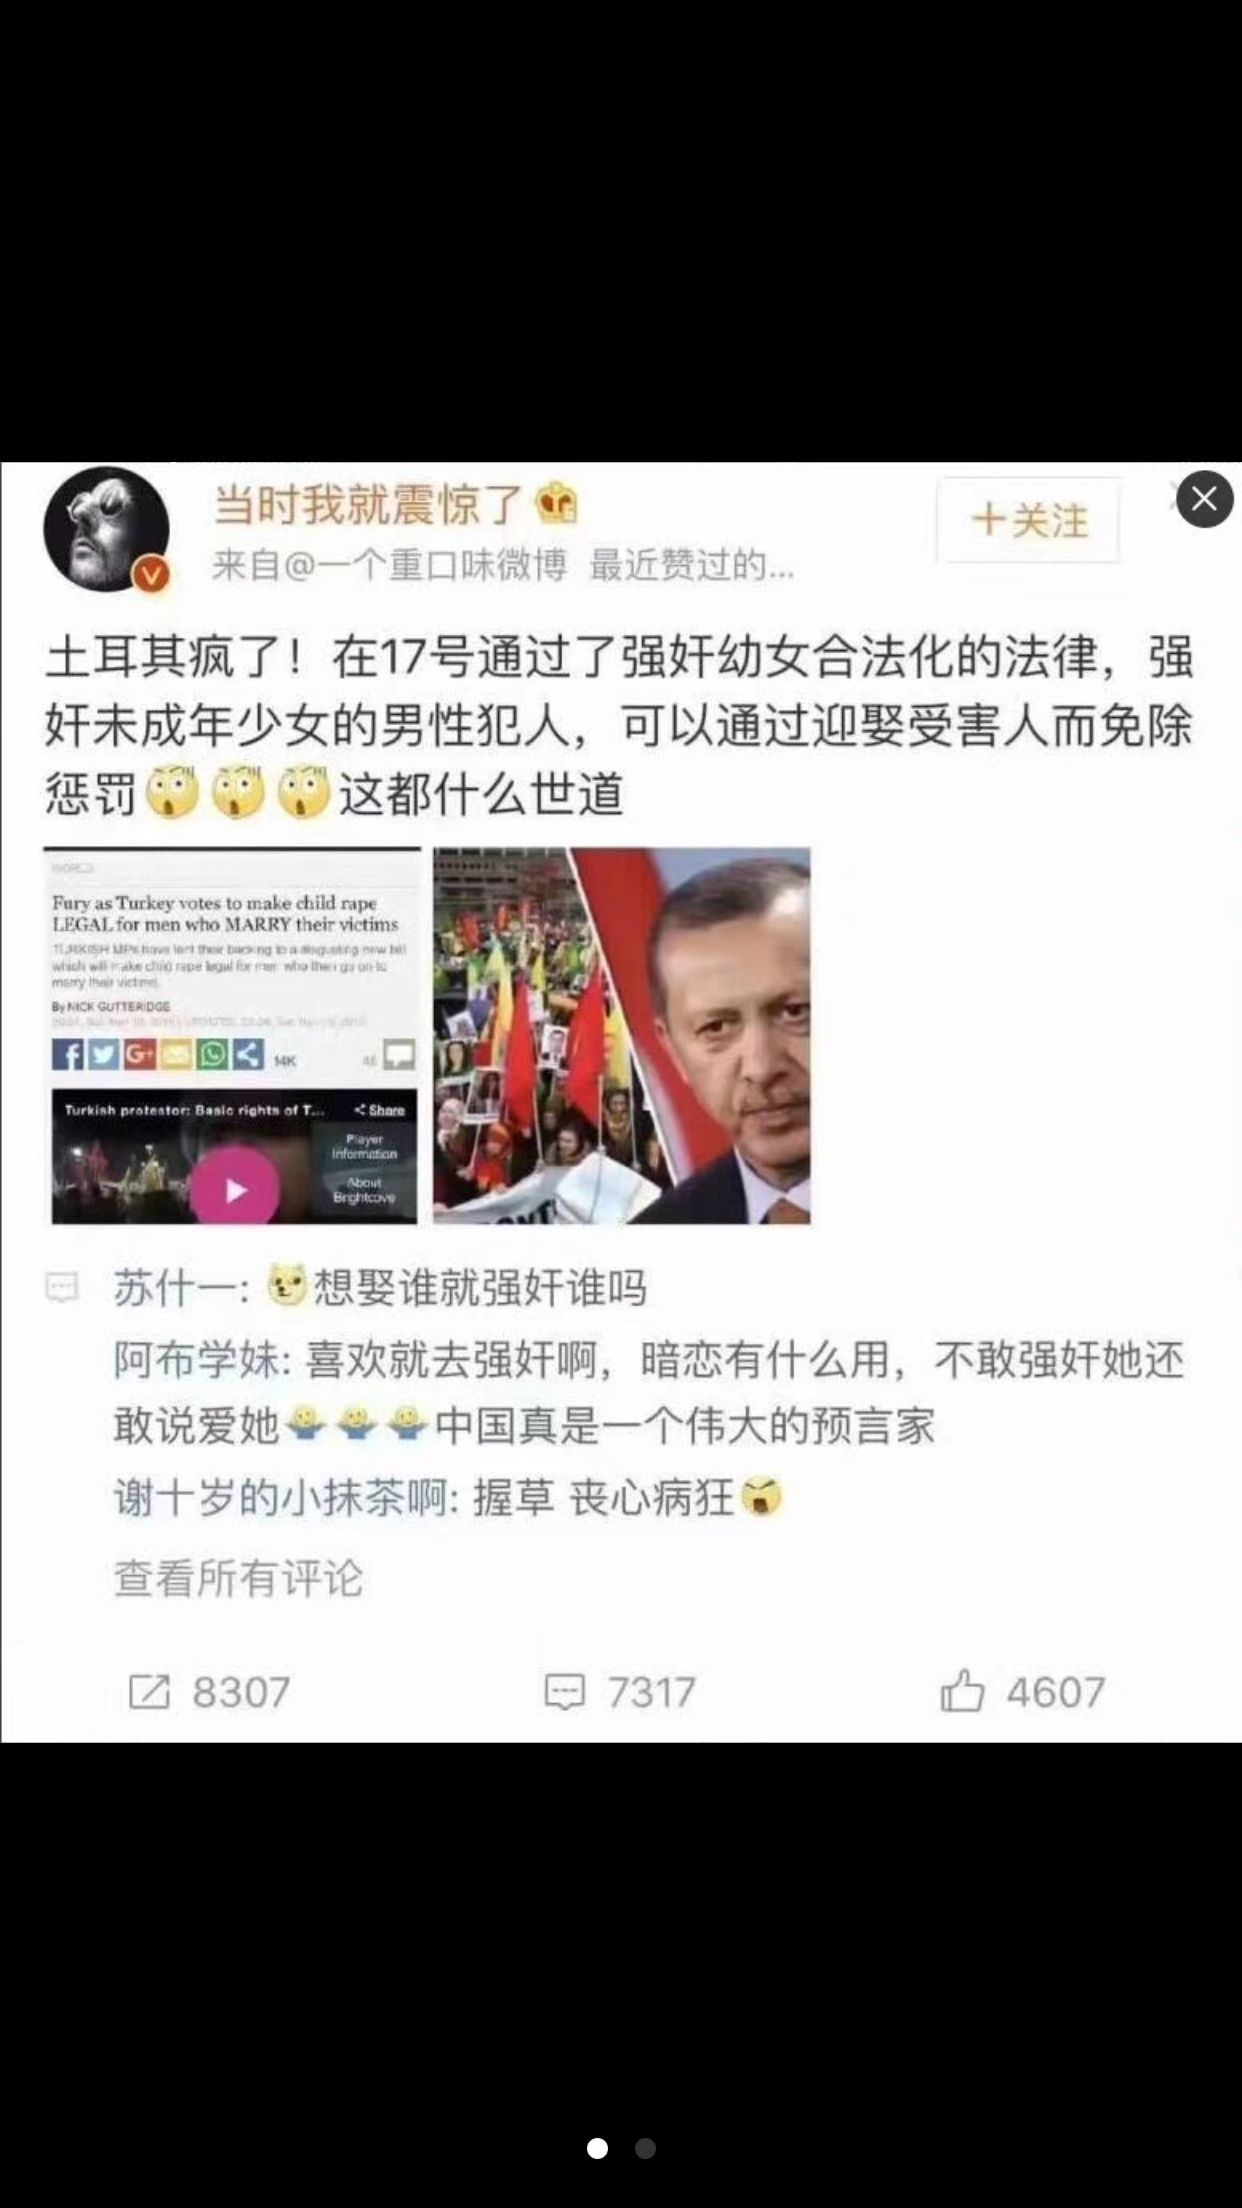 当时我就震惊了
+关注
来自@一个重口味微博 最近赞过的...
土耳其疯了！在17号通过了强奸幼女合法化的法律，强
奸未成年少女的男性犯人，可以通过迎娶受害人而免除
惩罚这都什么世道
WORLD
Fury as Turkey votes to make child rape
LEGAL for men who MARRY their victims
TURKISH MPs have lent their backing to a disgusting new bill
which will make child rape legal for men who then go on to
marry their victims.
By NICK GUTTERIDGE
14K
Turkish protestor: Basic rights of T...
Share
Player
Information
About
Brightcove
苏什一: 想娶谁就强奸谁吗
阿布学妹: 喜欢就去强奸啊，暗恋有什么用，不敢强奸她还
敢说爱她中国真是一个伟大的预言家
谢十岁的小抹茶啊: 握草 丧心病狂
查看所有评论
8307
7317
4607